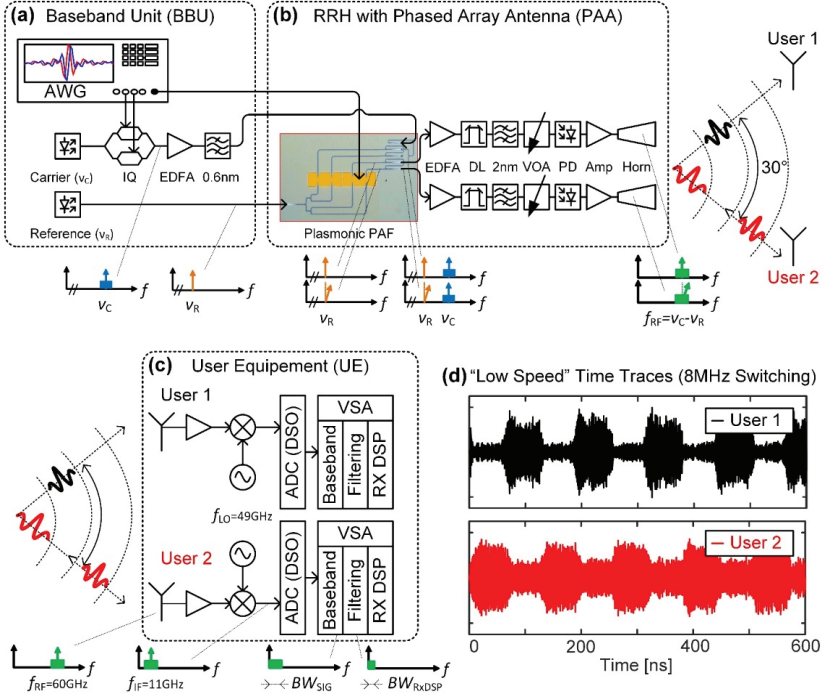 (a) Baseband Unit (BBU)
AWG
Carrier (νC)
IQ
EDFA
0.6nm
Reference (νR)
f
νC
f
νR
(b) RRH with Phased Array Antenna (PAA)
Plasmonic PAF
EDFA DL 2nm VOA PD Amp Horn
f
f
νR
f
f
νR νC
f
f
fRF=νC-νR
User 1
30°
User 2
(c) User Equipement (UE)
User 1
ADC (DSO)
VSA
Baseband
Filtering
RX DSP
fLO=49GHz
User 2
ADC (DSO)
VSA
Baseband
Filtering
RX DSP
f
fRF=60GHz
f
fIF=11GHz
f
BWSIG
f
BWRxDSP
(d) “Low Speed” Time Traces (8MHz Switching)
User 1
User 2
0 200 400 600
Time [ns]